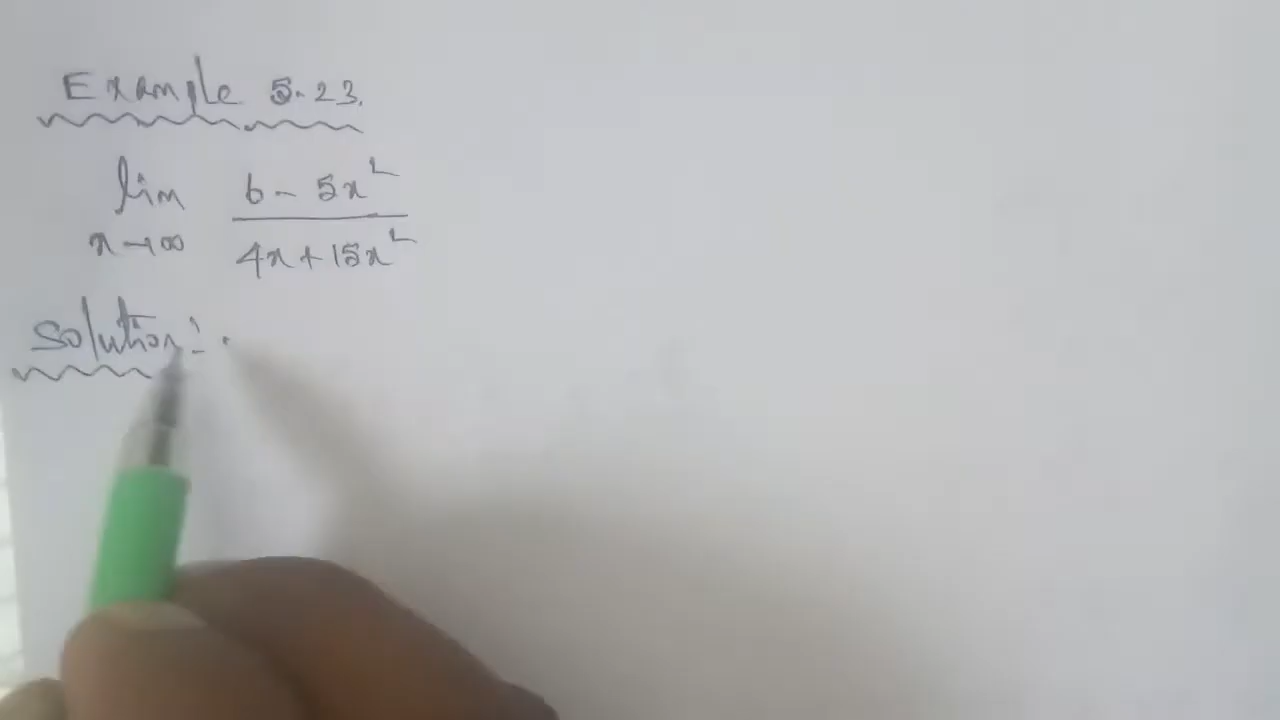 Example 5.23.
lim 6 - 5x²
x→∞ 4x+15x²
Solution:-